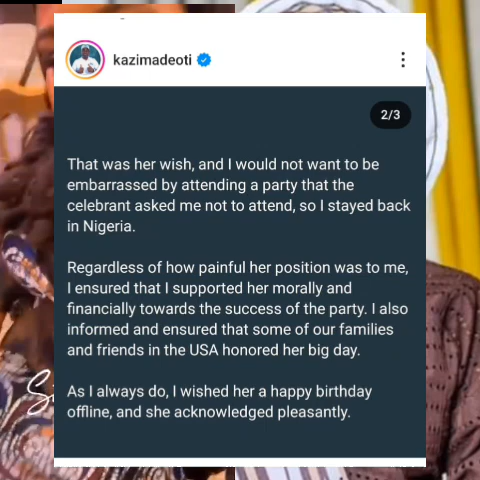 kazimadeoti
2/3
That was her wish, and I would not want to be
embarrassed by attending a party that the
celebrant asked me not to attend, so I stayed back
in Nigeria.
Regardless of how painful her position was to me,
I ensured that I supported her morally and
financially towards the success of the party. I also
informed and ensured that some of our families
and friends in the USA honored her big day.
As I always do, I wished her a happy birthday
offline, and she acknowledged pleasantly.